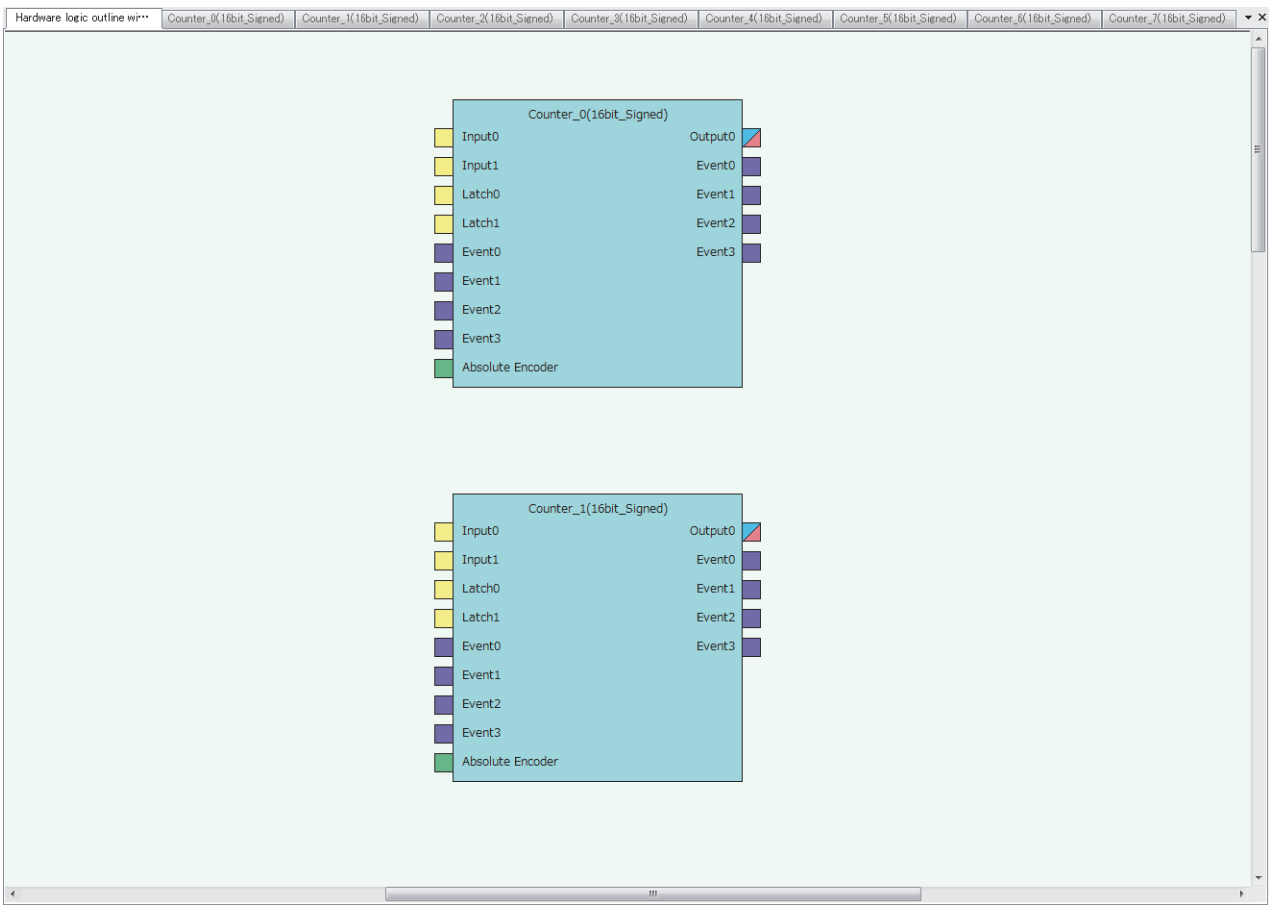 Hardware logic outline wi··· Counter_0(16bit_Signed) Counter_1(16bit_Signed) Counter_2(16bit_Signed) Counter_3(16bit_Signed) Counter_4(16bit_Signed) Counter_5(16bit_Signed) Counter_6(16bit_Signed) Counter_7(16bit_Signed)
Counter_0(16bit_Signed)
Input0 Output0
Input1 Event0
Latch0 Event1
Latch1 Event2
Event0 Event3
Event1
Event2
Event3
Absolute Encoder
Counter_1(16bit_Signed)
Input0 Output0
Input1 Event0
Latch0 Event1
Latch1 Event2
Event0 Event3
Event1
Event2
Event3
Absolute Encoder